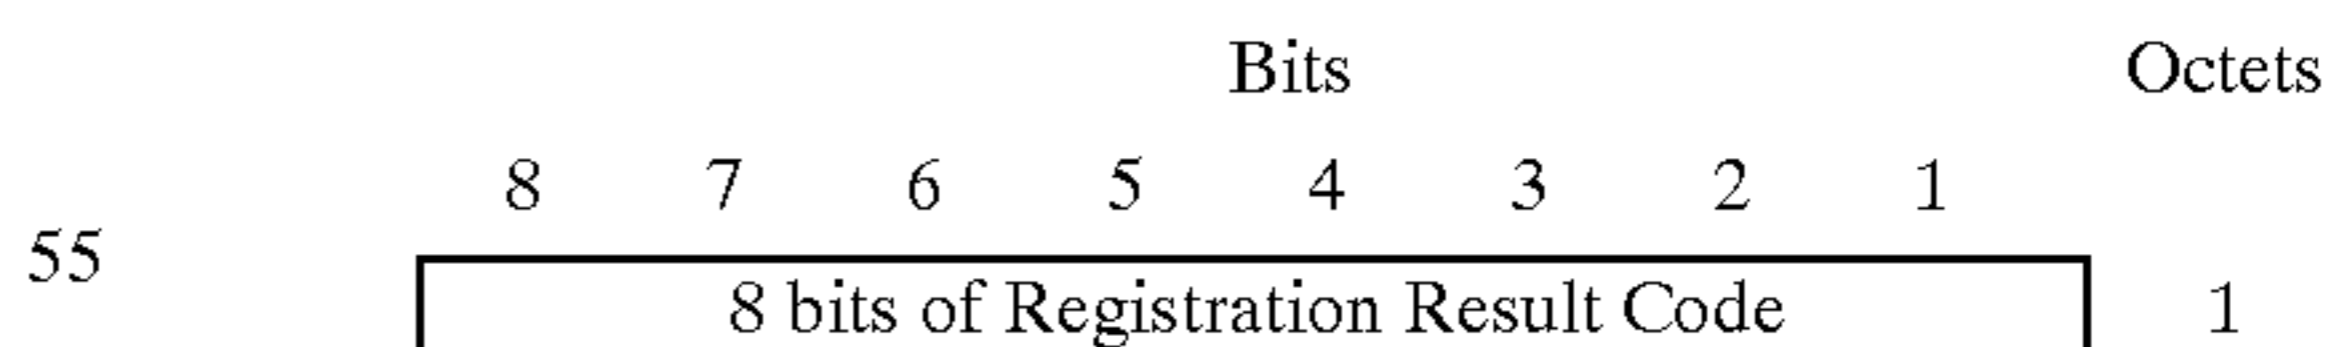 Bits Octets
8 7 6 5 4 3 2 1
55
8 bits of Registration Result Code 1